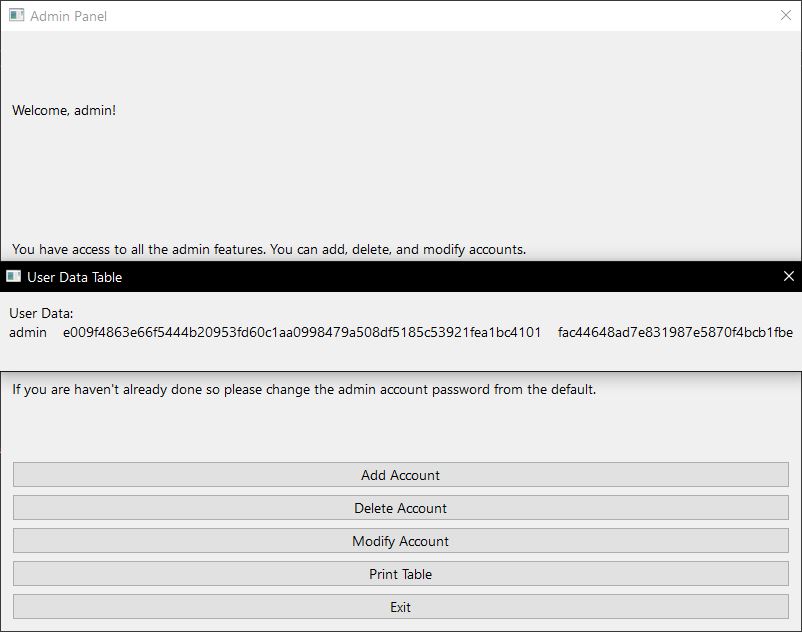 Admin Panel
Welcome, admin!
You have access to all the admin features. You can add, delete, and modify accounts.
User Data Table
User Data:
admin e009f4863e66f5444b20953fd60c1aa0998479a508df5185c53921fea1bc4101 fac44648ad7e831987e5870f4bcb1fbe
If you are haven't already done so please change the admin account password from the default.
Add Account
Delete Account
Modify Account
Print Table
Exit